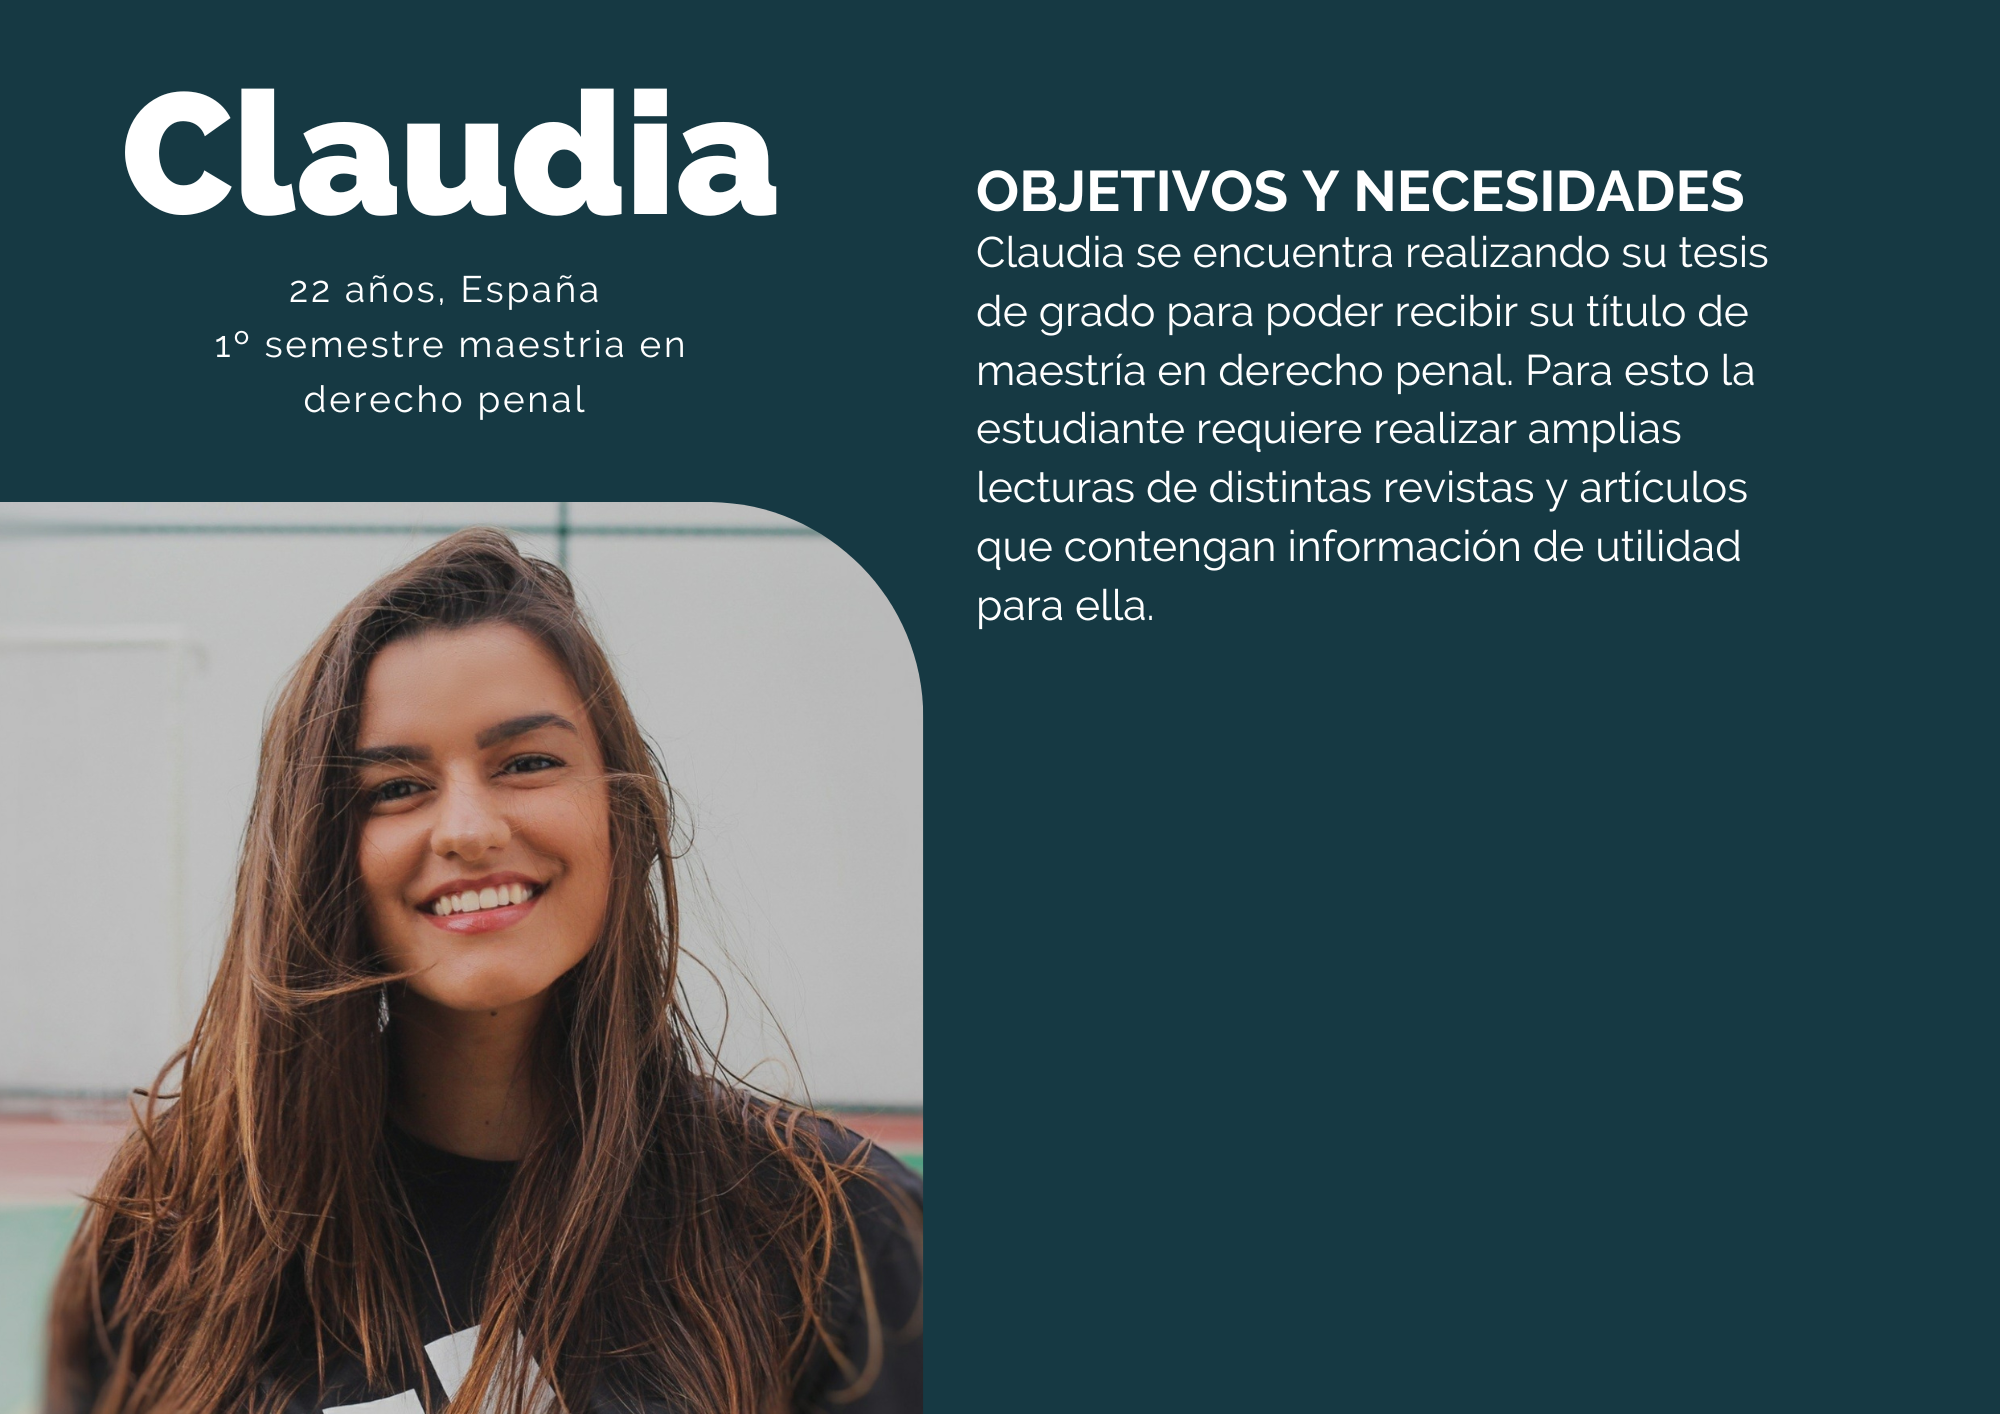 Claudia
22 años, España
1º semestre maestria en
derecho penal
OBJETIVOS Y NECESIDADES
Claudia se encuentra realizando su tesis
de grado para poder recibir su título de
maestría en derecho penal. Para esto la
estudiante requiere realizar amplias
lecturas de distintas revistas y artículos
que contengan información de utilidad
para ella.